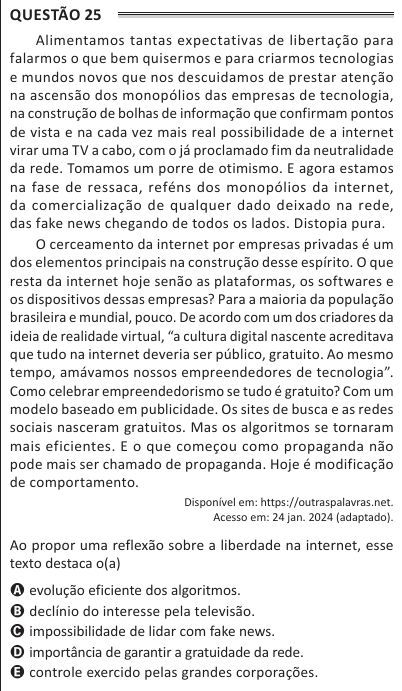 QUESTÃO 25
Alimentamos tantas expectativas de libertação para
falarmos o que bem quisermos e para criarmos tecnologias
e mundos novos que nos descuidamos de prestar atenção
na ascensão dos monopólios das empresas de tecnologia,
na construção de bolhas de informação que confirmam pontos
de vista e na cada vez mais real possibilidade de a internet
virar uma TV a cabo, com o já proclamado fim da neutralidade
da rede. Tomamos um porre de otimismo. E agora estamos
na fase de ressaca, reféns dos monopólios da internet,
da comercialização de qualquer dado deixado na rede,
das fake news chegando de todos os lados. Distopia pura.
O cerceamento da internet por empresas privadas é um
dos elementos principais na construção desse espírito. O que
resta da internet hoje senão as plataformas, os softwares e
os dispositivos dessas empresas? Para a maioria da população
brasileira e mundial, pouco. De acordo com um dos criadores da
ideia de realidade virtual, “a cultura digital nascente acreditava
que tudo na internet deveria ser público, gratuito. Ao mesmo
tempo, amávamos nossos empreendedores de tecnologia”.
Como celebrar empreendedorismo se tudo é gratuito? Com um
modelo baseado em publicidade. Os sites de busca e as redes
sociais nasceram gratuitos. Mas os algoritmos se tornaram
mais eficientes. E o que começou como propaganda não
pode mais ser chamado de propaganda. Hoje é modificação
de comportamento.
Disponível em: https://outraspalavras.net.
Acesso em: 24 jan. 2024 (adaptado).
Ao propor uma reflexão sobre a liberdade na internet, esse
texto destaca o(a)
A evolução eficiente dos algoritmos.
B declínio do interesse pela televisão.
C impossibilidade de lidar com fake news.
D importância de garantir a gratuidade da rede.
E controle exercido pelas grandes corporações.